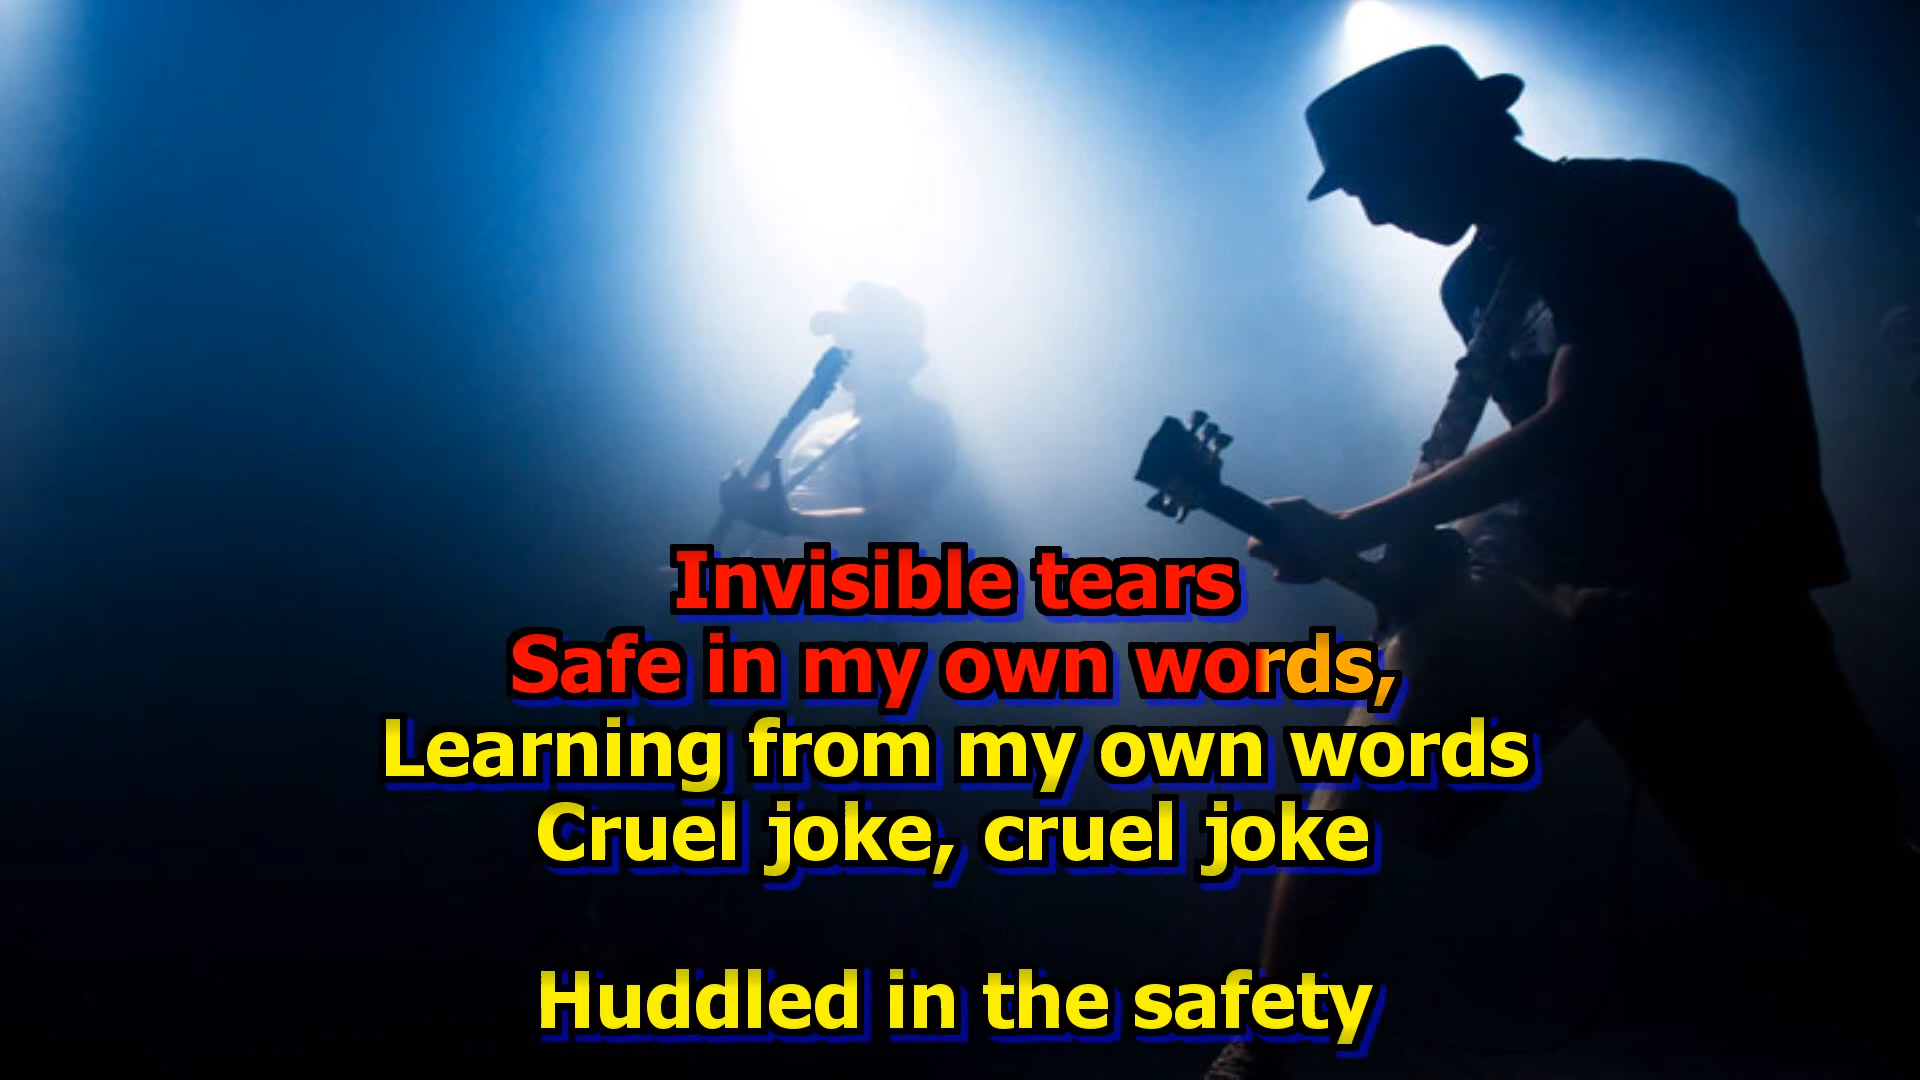 Invisible tears
Safe in my own words,
Learning from my own words
Cruel joke, cruel joke
Huddled in the safety